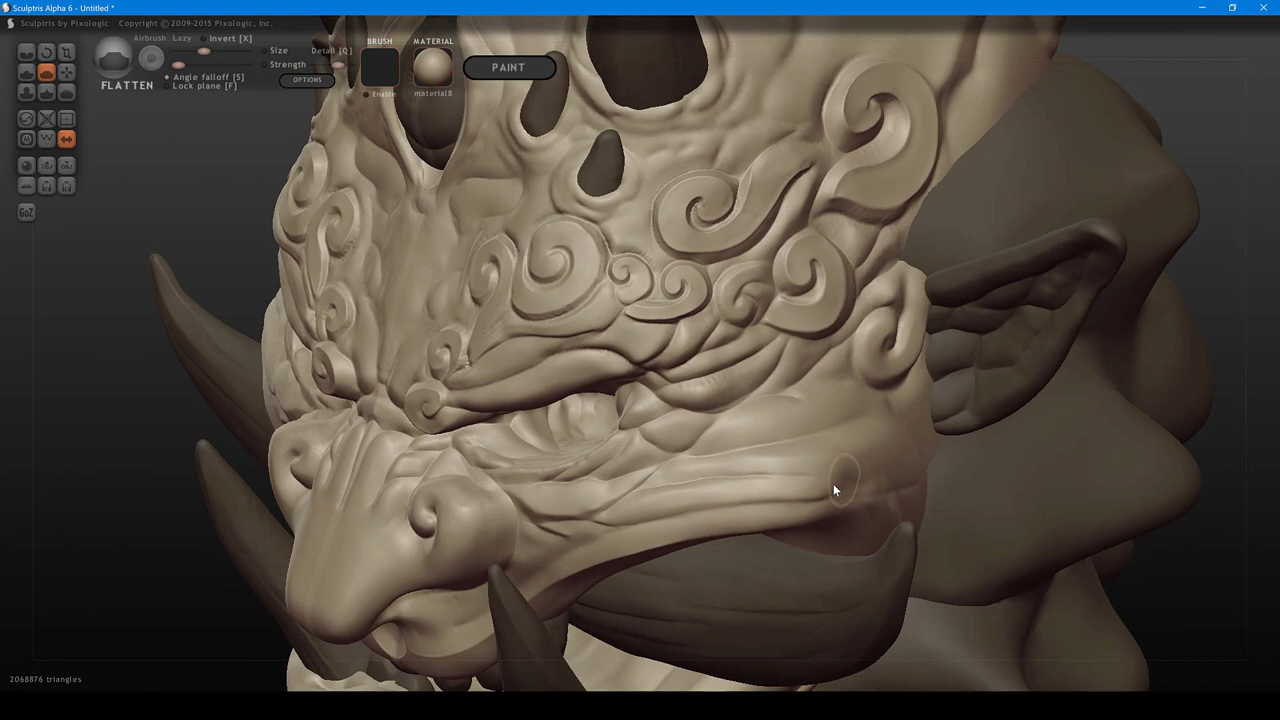 Sculptris Alpha 6 - Untitled *
Sculptris by Pixologic Copyright © 2009-2015 Pixologic, Inc.
Airbrush Lazy Invert [X]
BRUSH
MATERIAL
Size
Detail [Q]
Strength
PAINT
Angle falloff [S]
OPTIONS
FLATTEN
Lock plane [F]
Enable
material8
GoZ
2068876 triangles